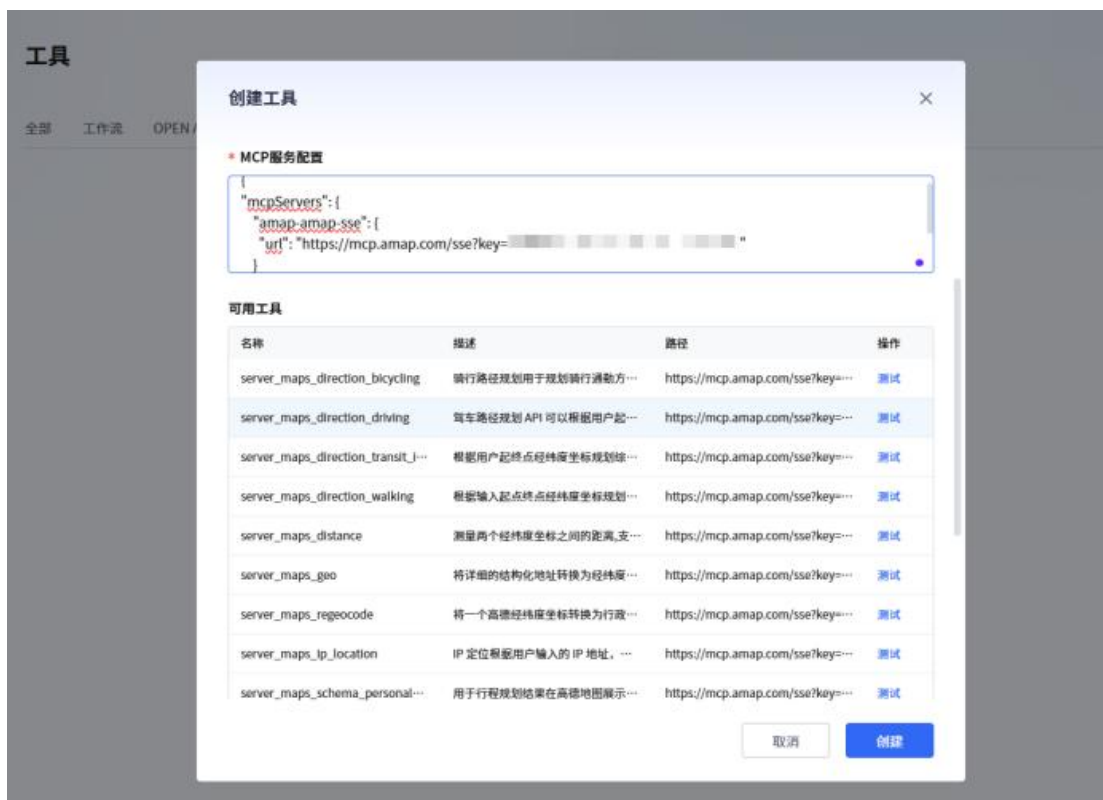 工具
全部 工作流 OPEN A
创建工具
* MCP服务配置
{
"mcpServers": {
"amap-amap-sse": {
"url": "https://mcp.amap.com/sse?key= "
}
可用工具
名称 描述 路径 操作
server_maps_direction_bicycling 骑行路径规划用于规划骑行通勤方… https://mcp.amap.com/sse?key=… 测试
server_maps_direction_driving 驾车路径规划 API 可以根据用户起… https://mcp.amap.com/sse?key=… 测试
server_maps_direction_transit_i… 根据用户起终点经纬度坐标规划综… https://mcp.amap.com/sse?key=… 测试
server_maps_direction_walking 根据输入起点终点经纬度坐标规划… https://mcp.amap.com/sse?key=… 测试
server_maps_distance 测量两个经纬度坐标之间的距离,支… https://mcp.amap.com/sse?key=… 测试
server_maps_geo 将详细的结构化地址转换为经纬度… https://mcp.amap.com/sse?key=… 测试
server_maps_regeocode 将一个高德经纬度坐标转换为行政… https://mcp.amap.com/sse?key=… 测试
server_maps_ip_location IP 定位根据用户输入的 IP 地址，… https://mcp.amap.com/sse?key=… 测试
server_maps_schema_personal… 用于行程规划结果在高德地图展示… https://mcp.amap.com/sse?key=… 测试
取消 创建